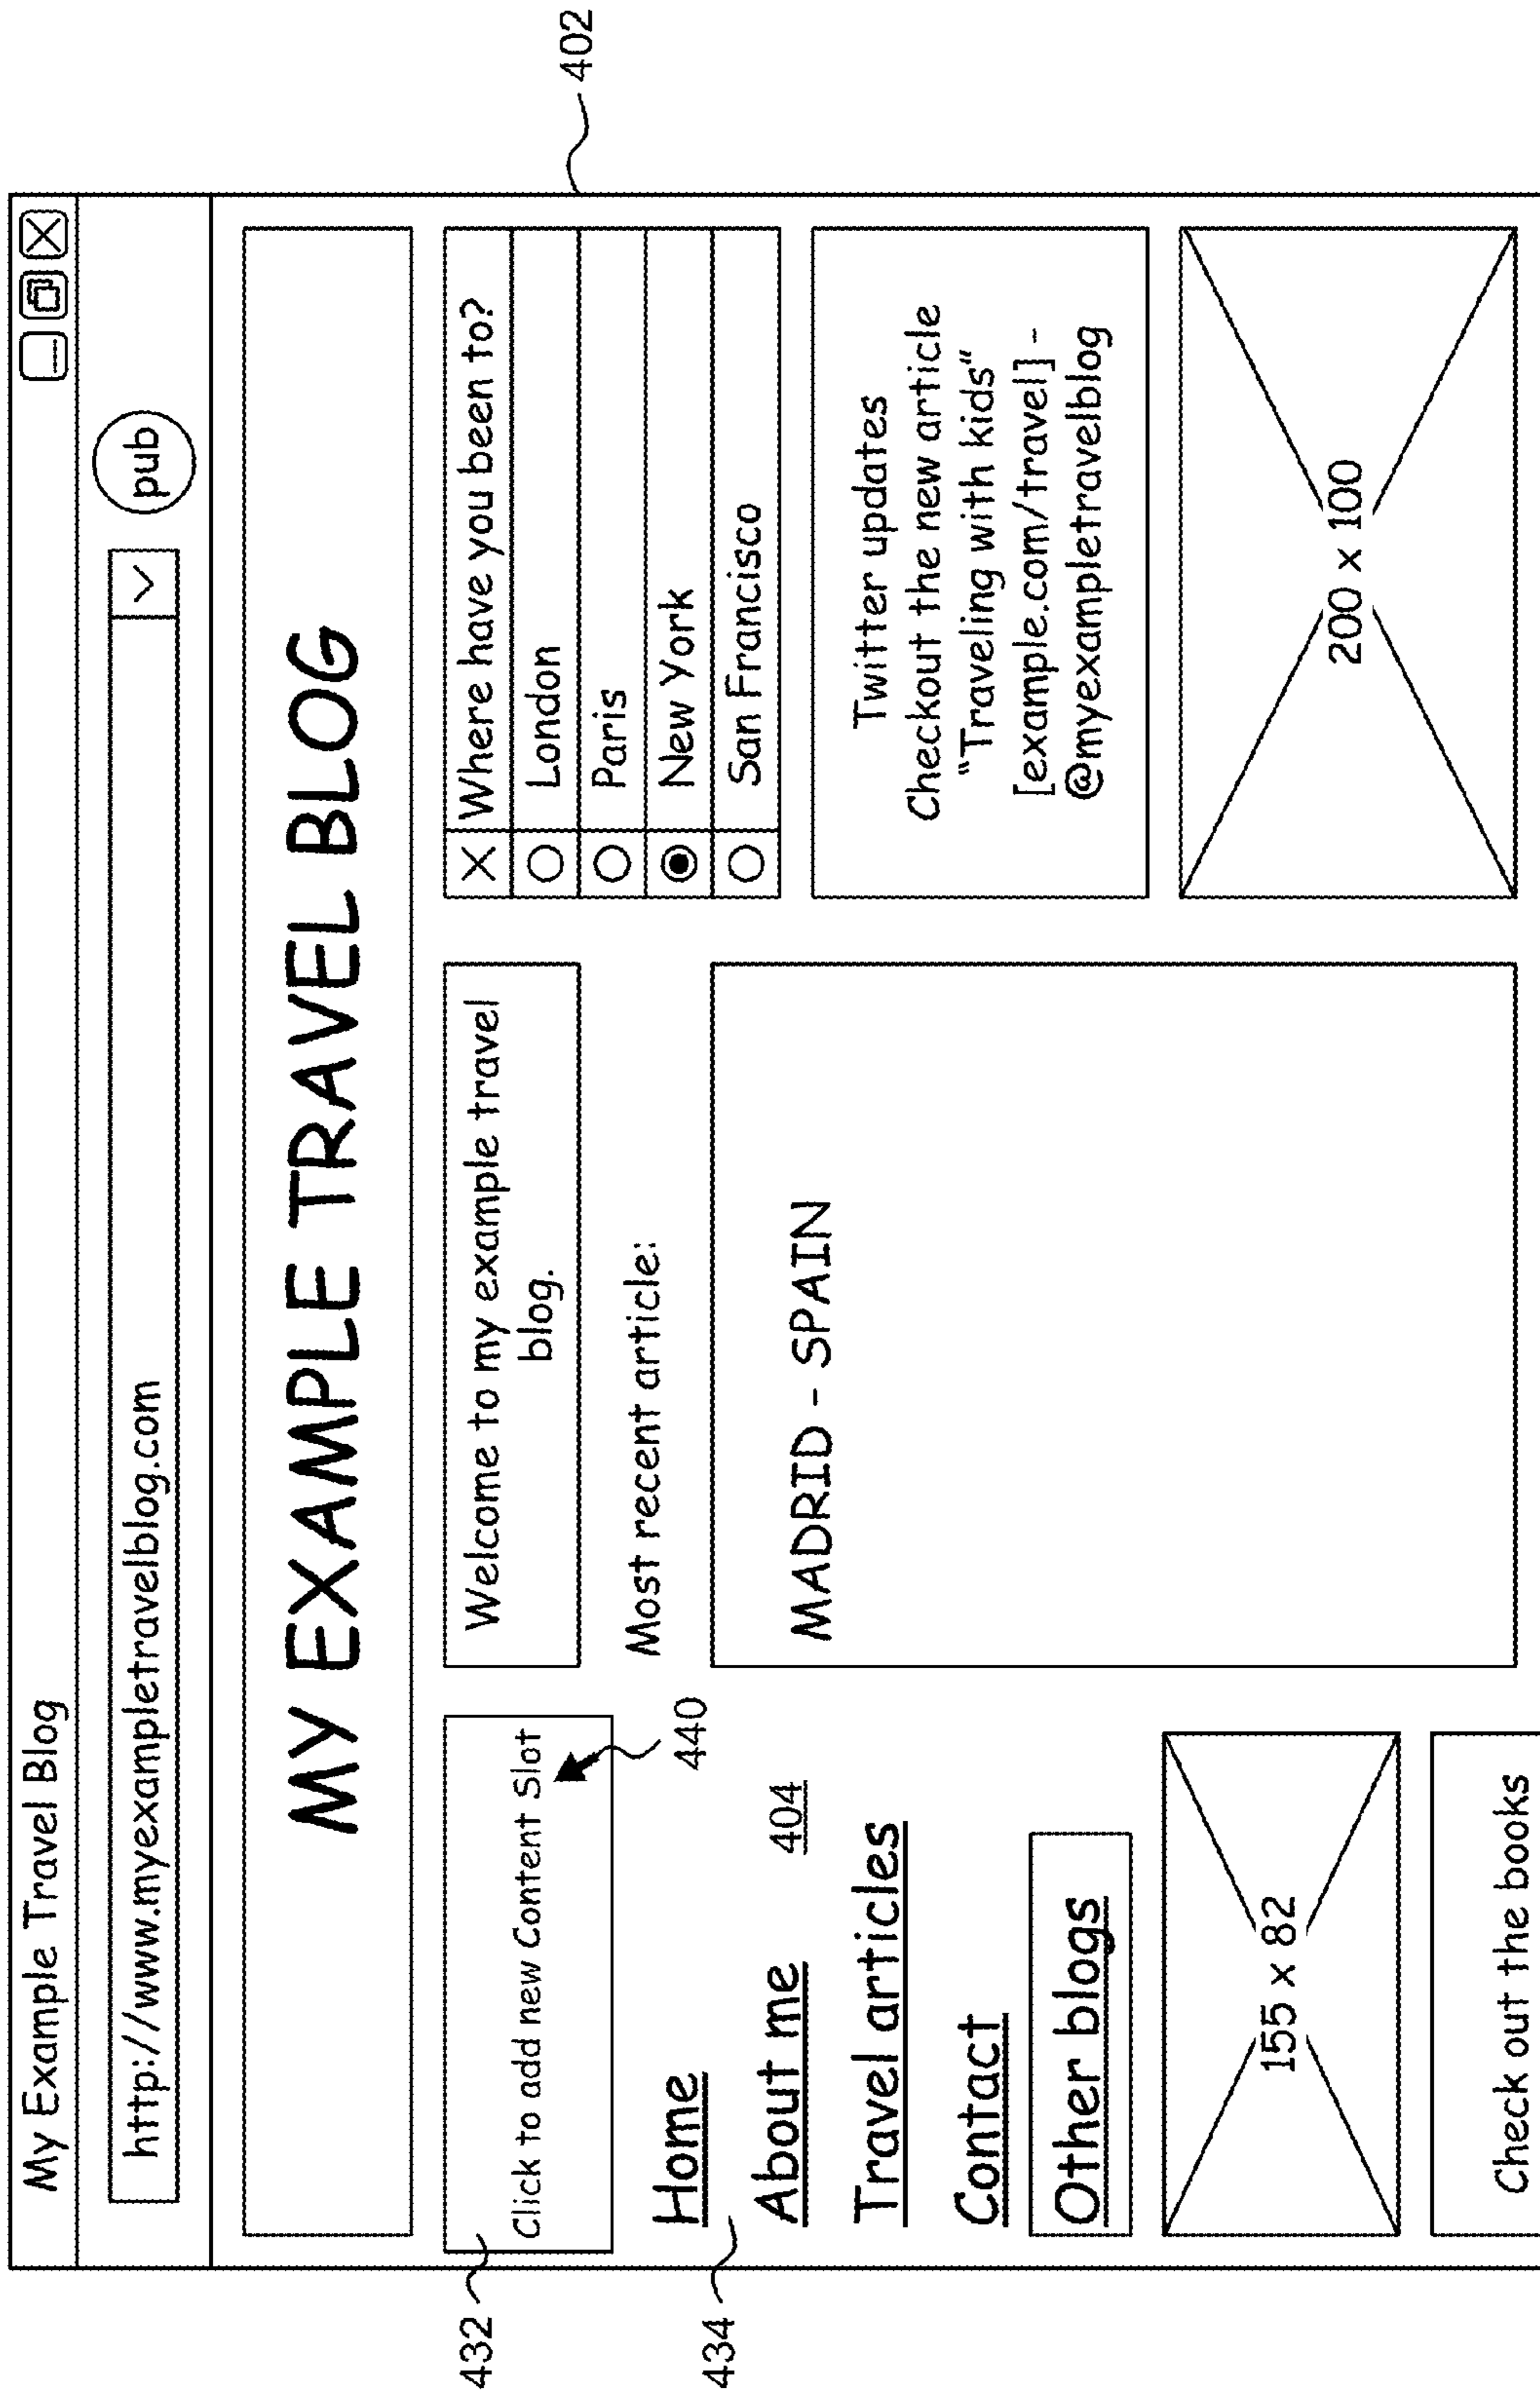 My Example Travel Blog
http://www.myexampletravelblog.com
pub
402
MY EXAMPLE TRAVEL BLOG
432
Click to add new Content Slot
440
434
Home
About me
404
Travel articles
Contact
Other blogs
155 x 82
Check out the books
Welcome to my example travel
blog.
Most recent article:
MADRID - SPAIN
X Where have you been to?
London
Paris
New York
San Francisco
Twitter updates
Checkout the new article
“Traveling with kids”
[example.com/travel] -
@myexampletravelblog
200 x 100